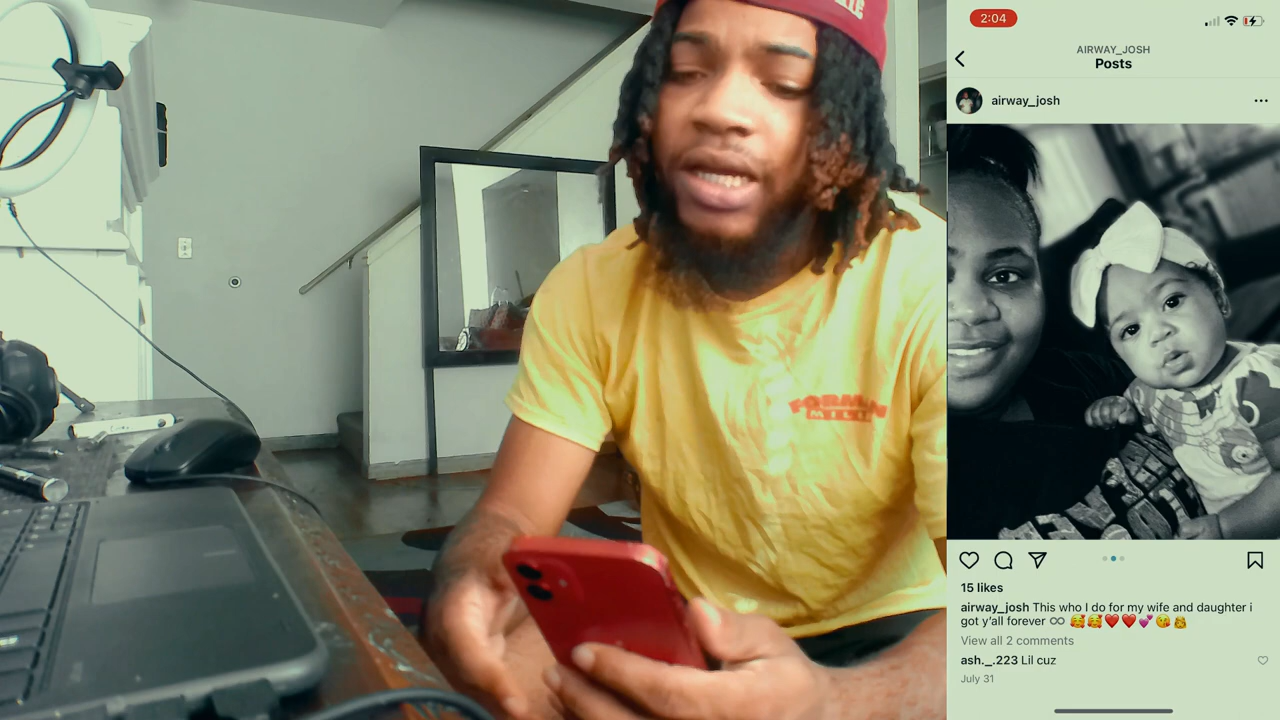 2:04
AIRWAY_JOSH
Posts
airway_josh
15 likes
airway_josh This who I do for my wife and daughter i
got y'all forever ♾ 🥰🥰❤️❤️💕😘👩‍👧
View all 2 comments
ash._.223 Lil cuz
July 31